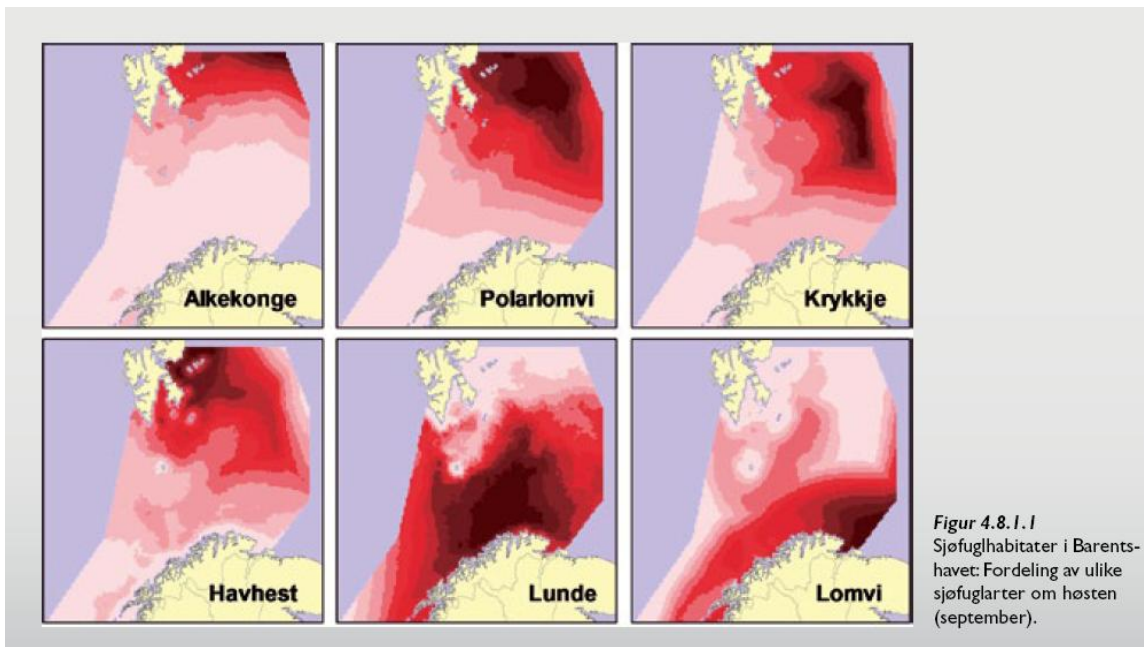 Alkekonge
Polarlomvi
Krykkje
Havhest
Lunde
Lomvi
Figur 4.8.1.1
Sjøfuglhabitater i Barents-
havet: Fordeling av ulike
sjøfuglarter om høsten
(september).